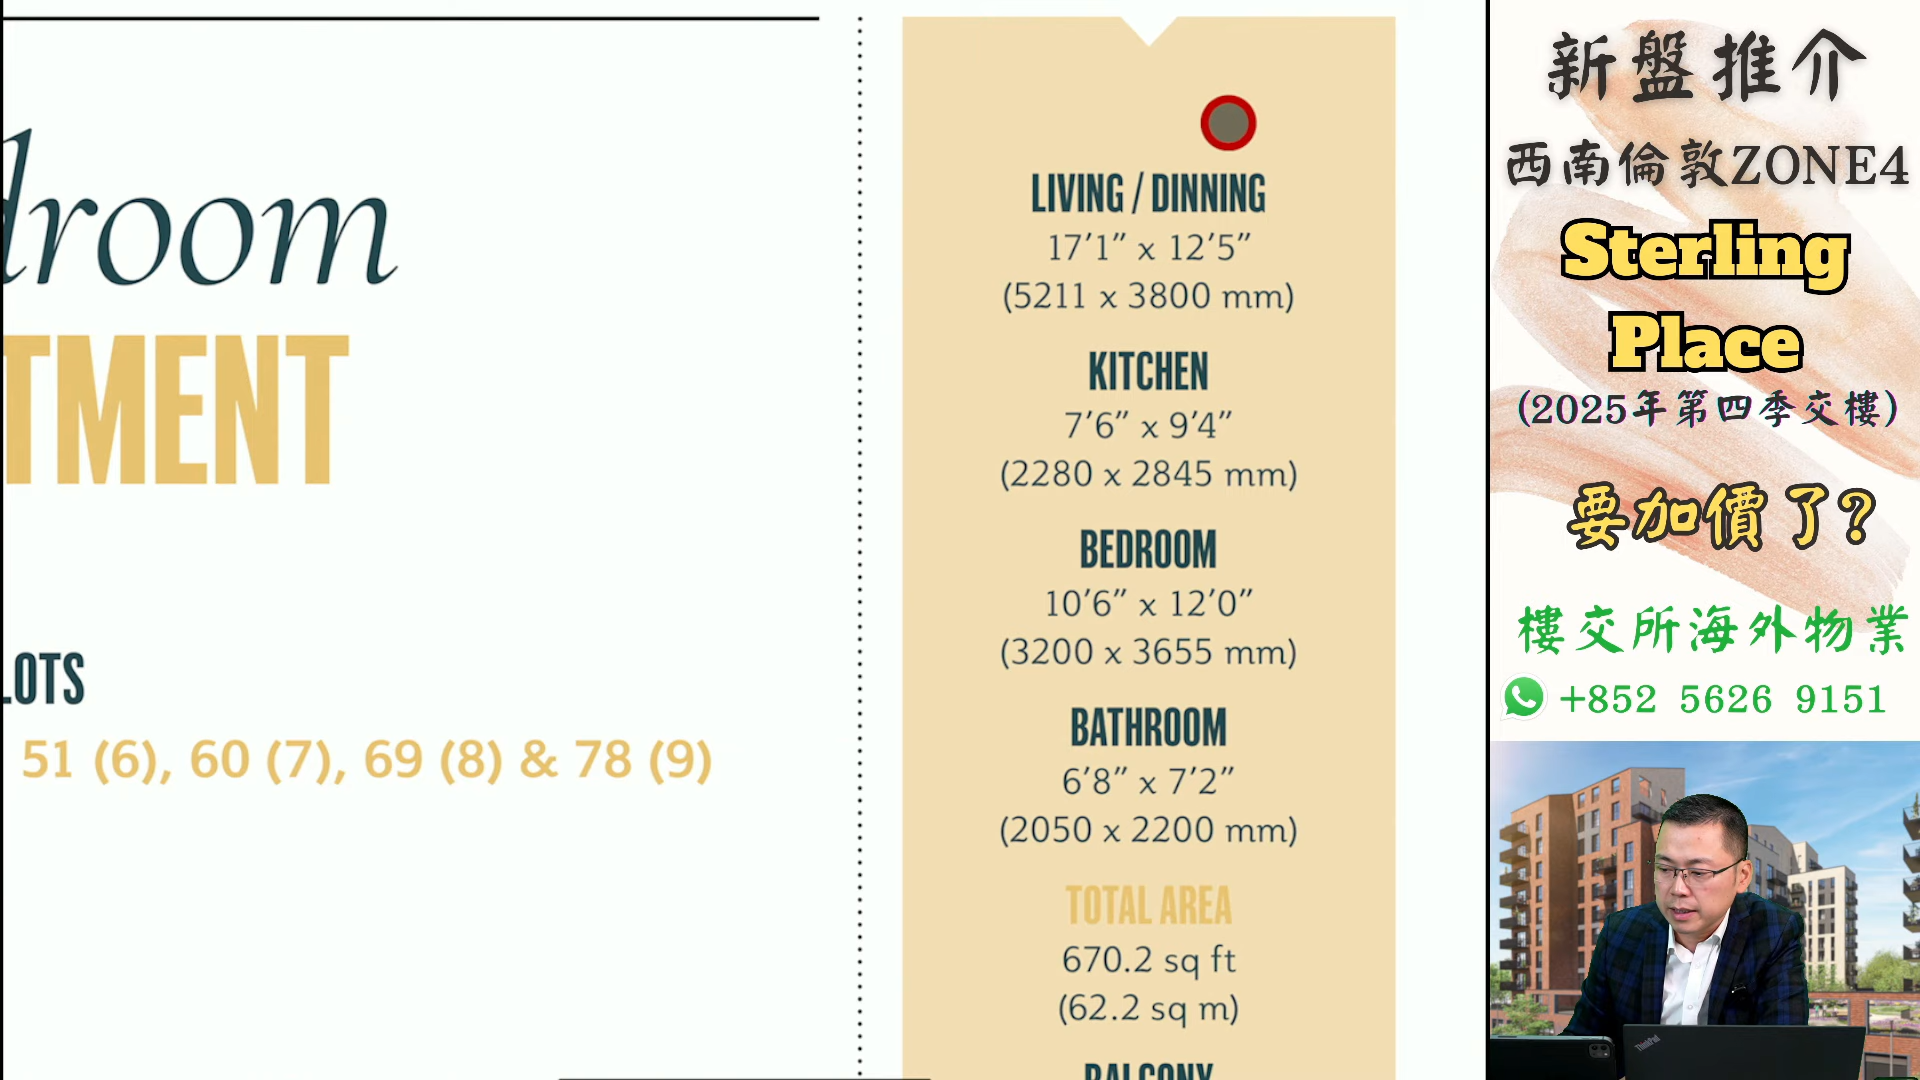 droom
TMENT
LOTS
51 (6), 60 (7), 69 (8) & 78 (9)
LIVING / DINNING
17’1” x 12’5”
(5211 x 3800 mm)
KITCHEN
7’6” x 9’4”
(2280 x 2845 mm)
BEDROOM
10’6” x 12’0”
(3200 x 3655 mm)
BATHROOM
6’8” x 7’2”
(2050 x 2200 mm)
TOTAL AREA
670.2 sq ft
(62.2 sq m)
BALCONY
新盤推介
西南倫敦ZONE4
Sterling
Place
(2025年第四季交樓)
要加價了?
樓交所海外物業
+852 5626 9151
ThinkPad